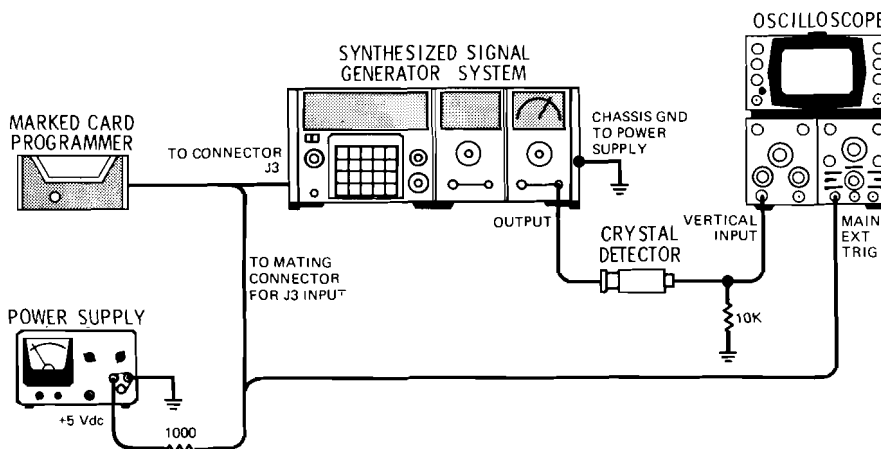 OSCILLOSCOPE
SYNTHESIZED SIGNAL
GENERATOR SYSTEM
MARKED CARD
PROGRAMMER
TO CONNECTOR
J3
CHASSIS GND
TO POWER
SUPPLY
OUTPUT
VERTICAL
INPUT
MAIN
EXT
TRIG
CRYSTAL
DETECTOR
TO MATING
CONNECTOR
FOR J3 INPUT
10K
POWER SUPPLY
+5 Vdc
1000